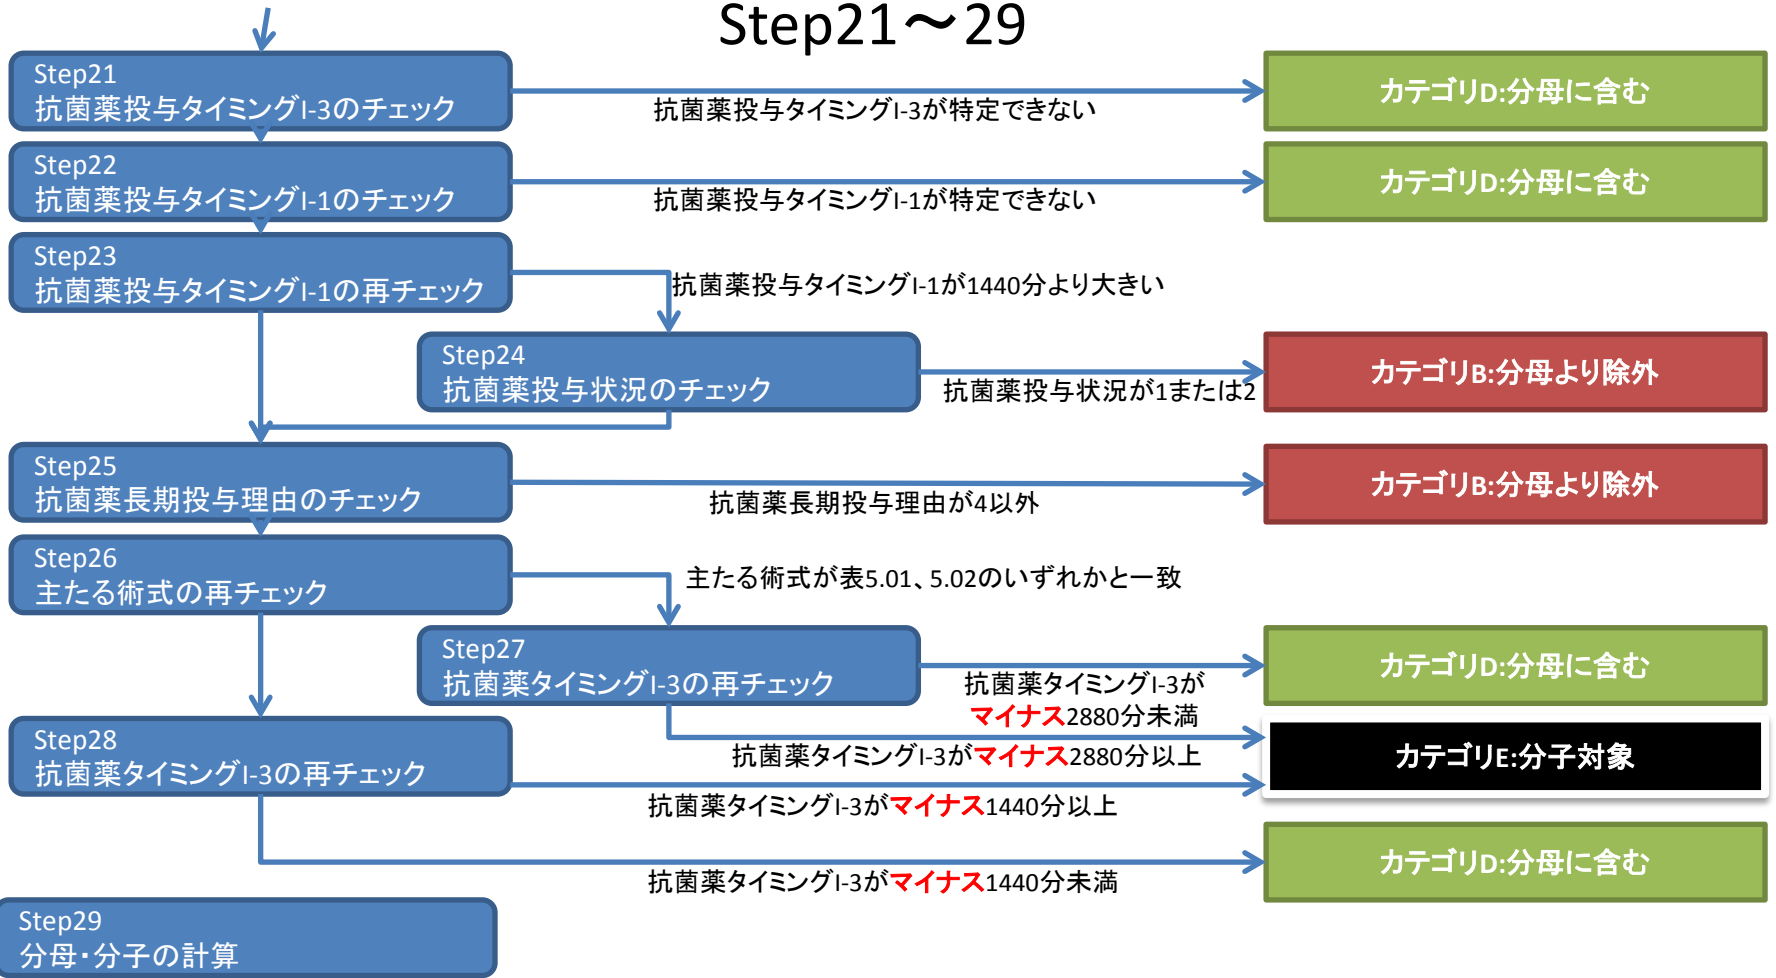 Step21～29
Step21
抗菌薬投与タイミングI-3のチェック
抗菌薬投与タイミングI-3が特定できない
カテゴリD:分母に含む
Step22
抗菌薬投与タイミングI-1のチェック
抗菌薬投与タイミングI-1が特定できない
カテゴリD:分母に含む
Step23
抗菌薬投与タイミングI-1の再チェック
抗菌薬投与タイミングI-1が1440分より大きい
Step24
抗菌薬投与状況のチェック
抗菌薬投与状況が1または2
カテゴリB:分母より除外
Step25
抗菌薬長期投与理由のチェック
抗菌薬長期投与理由が4以外
カテゴリB:分母より除外
Step26
主たる術式の再チェック
主たる術式が表5.01、5.02のいずれかと一致
Step27
抗菌薬タイミングI-3の再チェック
抗菌薬タイミングI-3が
マイナス2880分未満
カテゴリD:分母に含む
抗菌薬タイミングI-3がマイナス2880分以上
カテゴリE:分子対象
Step28
抗菌薬タイミングI-3の再チェック
抗菌薬タイミングI-3がマイナス1440分以上
抗菌薬タイミングI-3がマイナス1440分未満
カテゴリD:分母に含む
Step29
分母・分子の計算